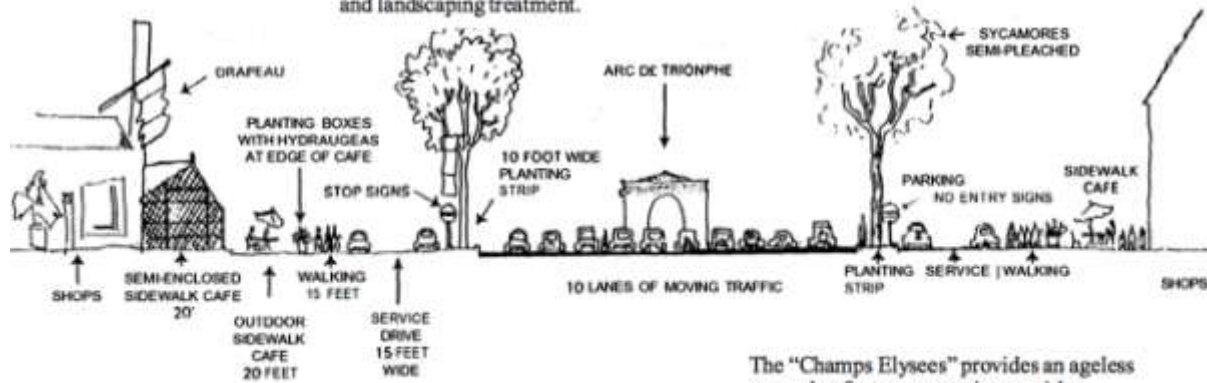 and landscaping treatment.
DRAPEAU
PLANTING BOXES
WITH HYDRAUGEAS
AT EDGE OF CAFE
STOP SIGNS
10 FOOT WIDE
PLANTING
STRIP
ARC DE TRIONPHE
SYCAMORES
SEMI-PLEACHED
PARKING
NO ENTRY SIGNS
SIDEWALK
CAFE
SHOPS
SEMI-ENCLOSED
SIDEWALK CAFE
20'
OUTDOOR
SIDEWALK
CAFE
20 FEET
WALKING
15 FEET
SERVICE
DRIVE
15 FEET
WIDE
10 LANES OF MOVING TRAFFIC
PLANTING
STRIP
SERVICE | WALKING
SHOPS
The "Champs Elysees" provides an ageless